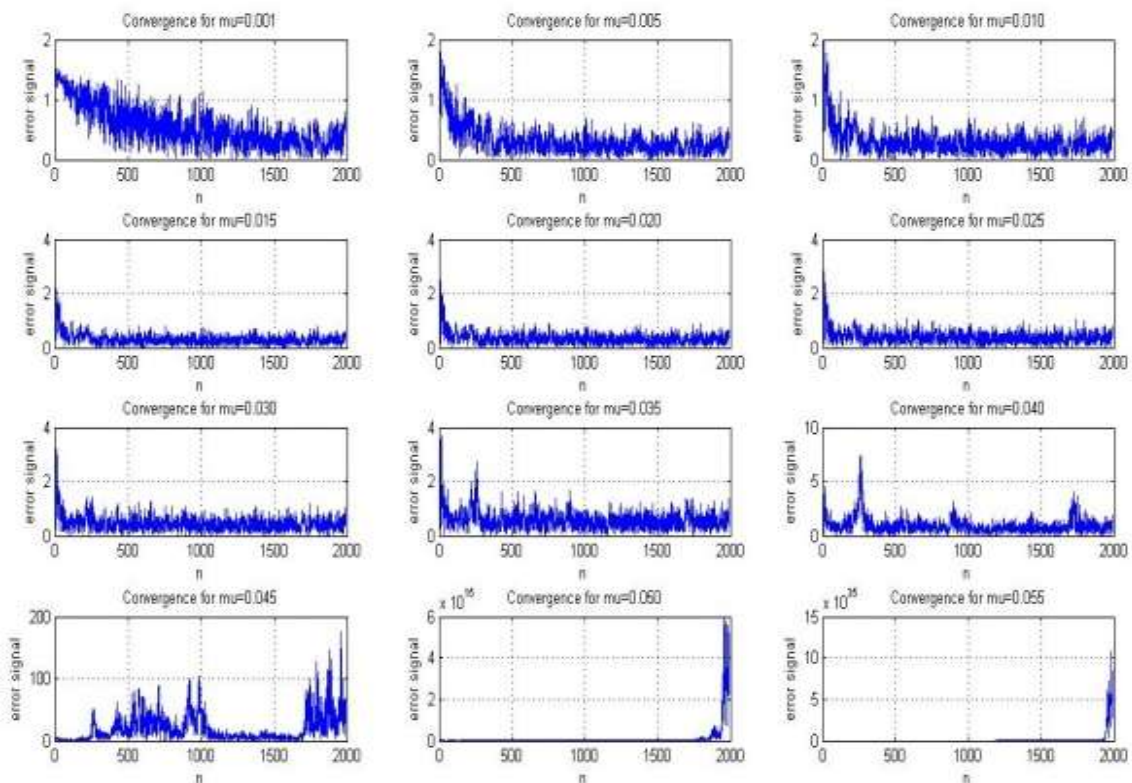 Convergence for mu=0.001
Convergence for mu=0.005
Convergence for mu=0.010
error signal
2
1
0
0 500 1000 1500 2000
n
error signal
2
1
0
0 500 1000 1500 2000
n
error signal
2
1
0
0 500 1000 1500 2000
n
Convergence for mu=0.015
Convergence for mu=0.020
Convergence for mu=0.025
error signal
4
2
0
0 500 1000 1500 2000
n
error signal
4
2
0
0 500 1000 1500 2000
n
error signal
4
2
0
0 500 1000 1500 2000
n
Convergence for mu=0.030
Convergence for mu=0.035
Convergence for mu=0.040
error signal
4
2
0
0 500 1000 1500 2000
n
error signal
4
2
0
0 500 1000 1500 2000
n
error signal
10
5
0
0 500 1000 1500 2000
n
Convergence for mu=0.045
Convergence for mu=0.050
Convergence for mu=0.055
error signal
200
100
0
0 500 1000 1500 2000
n
error signal
6
4
2
0
0 500 1000 1500 2000
n
error signal
15
10
5
0
0 500 1000 1500 2000
n